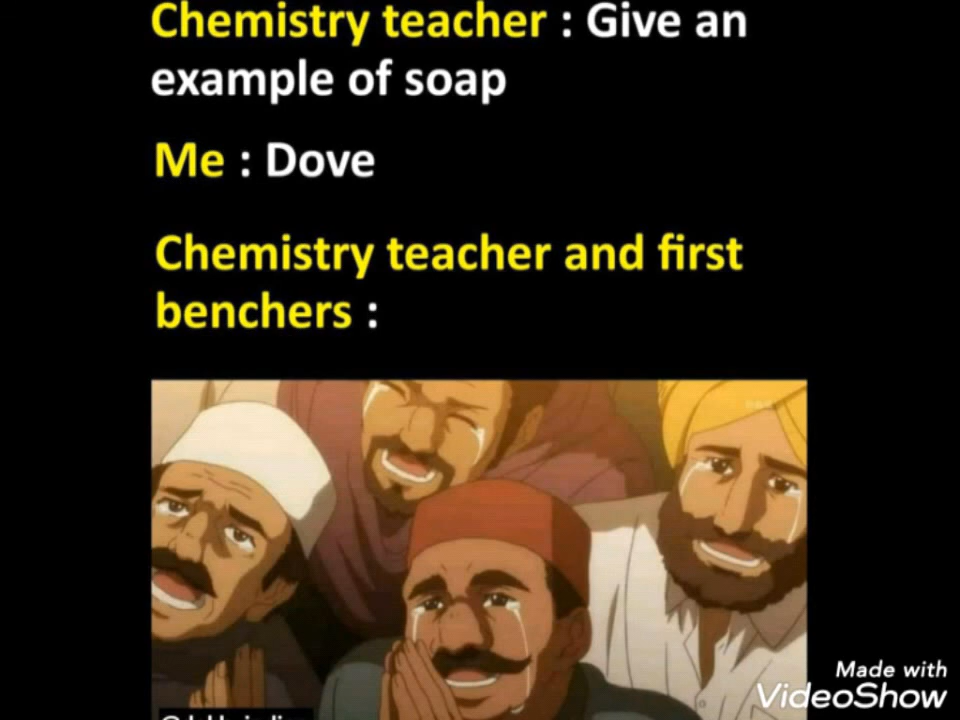 Chemistry teacher : Give an
example of soap
Me : Dove
Chemistry teacher and first
benchers :
Made with
VideoShow